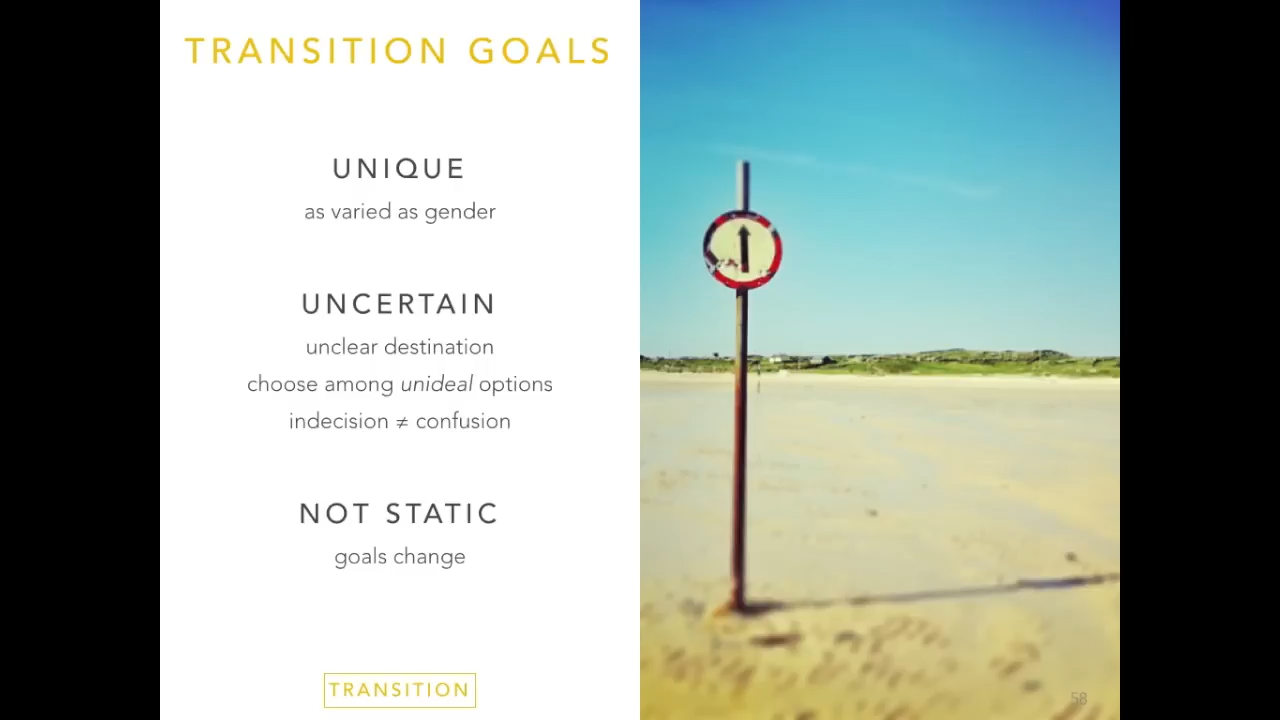 TRANSITION GOALS
UNIQUE
as varied as gender
UNCERTAIN
unclear destination
choose among unideal options
indecision ≠ confusion
NOT STATIC
goals change
TRANSITION
58